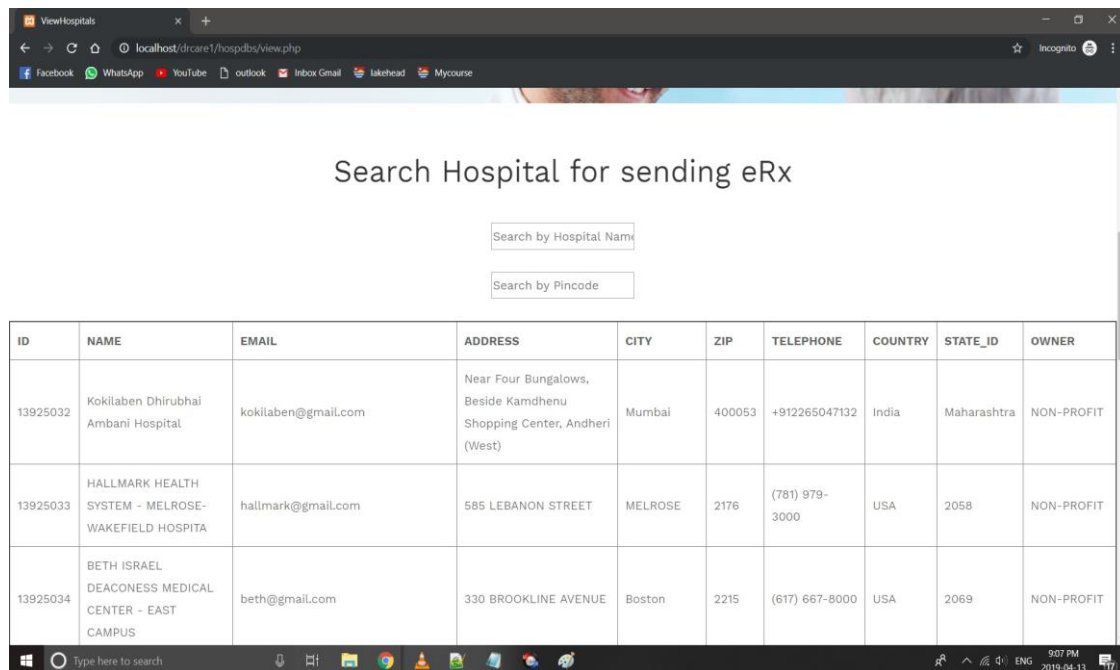 ViewHospitals
localhost/drcare1/hospdbs/view.php
Incognito
Facebook WhatsApp YouTube outlook Inbox Gmail lakehead Mycourse
Search Hospital for sending eRx
Search by Hospital Name
Search by Pincode
ID NAME EMAIL ADDRESS CITY ZIP TELEPHONE COUNTRY STATE_ID OWNER
13925032 Kokilaben Dhirubhai Ambani Hospital kokilaben@gmail.com Near Four Bungalows, Beside Kamdhenu Shopping Center, Andheri (West) Mumbai 400053 +912265047132 India Maharashtra NON-PROFIT
13925033 HALLMARK HEALTH SYSTEM - MELROSE-WAKEFIELD HOSPITA hallmark@gmail.com 585 LEBANON STREET MELROSE 2176 (781) 979-3000 USA 2058 NON-PROFIT
13925034 BETH ISRAEL DEACONESS MEDICAL CENTER - EAST CAMPUS beth@gmail.com 330 BROOKLINE AVENUE Boston 2215 (617) 667-8000 USA 2069 NON-PROFIT
Type here to search
ENG
9:07 PM
2019-04-13